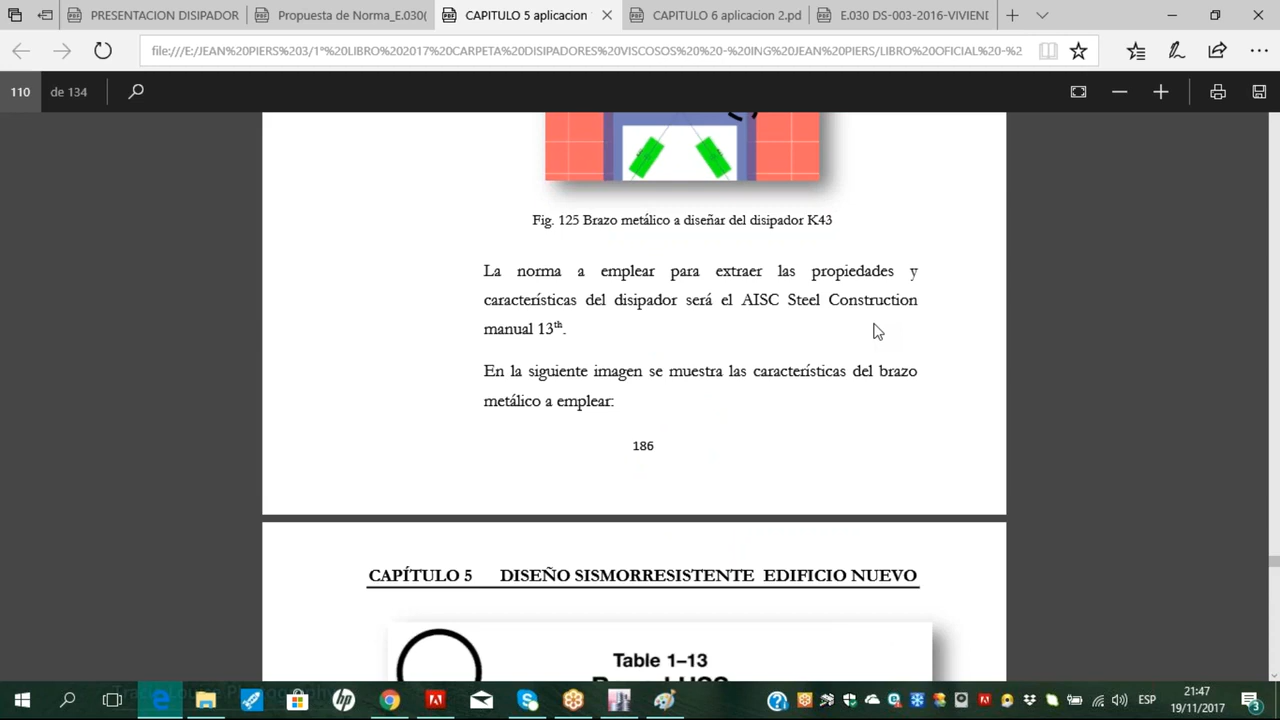 PRESENTACION DISIPADOR
Propuesta de Norma_E.030(
CAPITULO 5 aplicacion
CAPITULO 6 aplicacion 2.pd
E.030 DS-003-2016-VIVIEND
file:///E:/JEAN%20PIERS%203/1°%20LIBRO%202017%20CARPETA%20DISIPADORES%20VISCOSOS%20%20-%20ING%20JEAN%20PIERS/LIBRO%20OFICIAL%20-%2
110 de 134
Fig. 125 Brazo metálico a diseñar del disipador K43
La norma a emplear para extraer las propiedades y
características del disipador será el AISC Steel Construction
manual 13th.
En la siguiente imagen se muestra las características del brazo
metálico a emplear:
186
CAPÍTULO 5 DISEÑO SISMORRESISTENTE EDIFICIO NUEVO
Table 1–13
ESP
21:47
19/11/2017
3